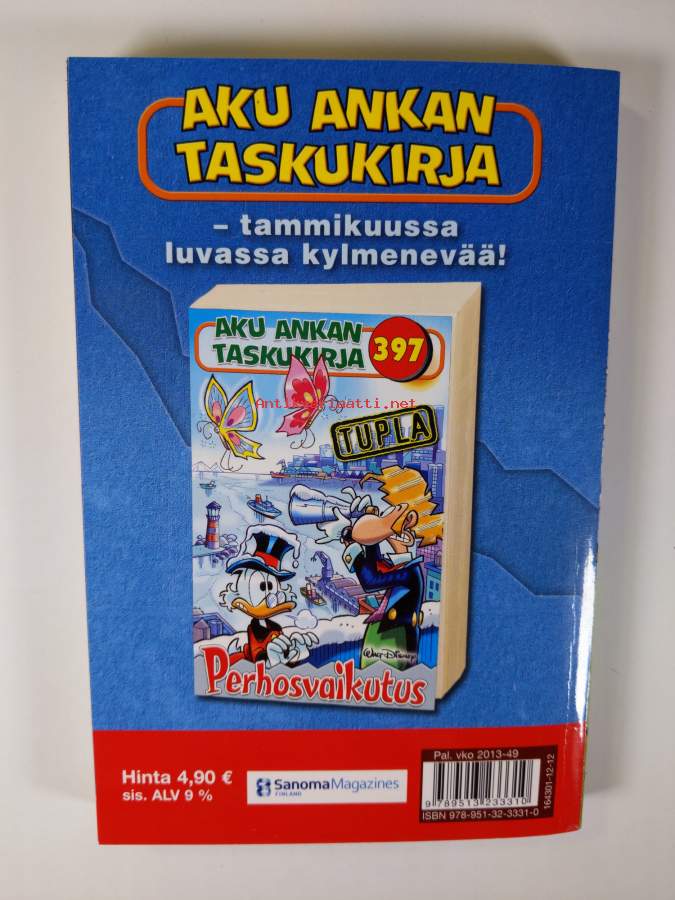 AKU ANKAN
TASKUKIRJA
– tammikuussa
luvassa kylmenevää!
AKU ANKAN
TASKUKIRJA
397
Antikvariaatti.net
TUPLA
Walt Disney
Perhosvaikutus
Hinta 4,90 €
sis. ALV 9 %
SanomaMagazines
FINLAND
Pal. vko 2013-49
9 789513 233310
ISBN 978-951-32-3331-0
164301-12-12